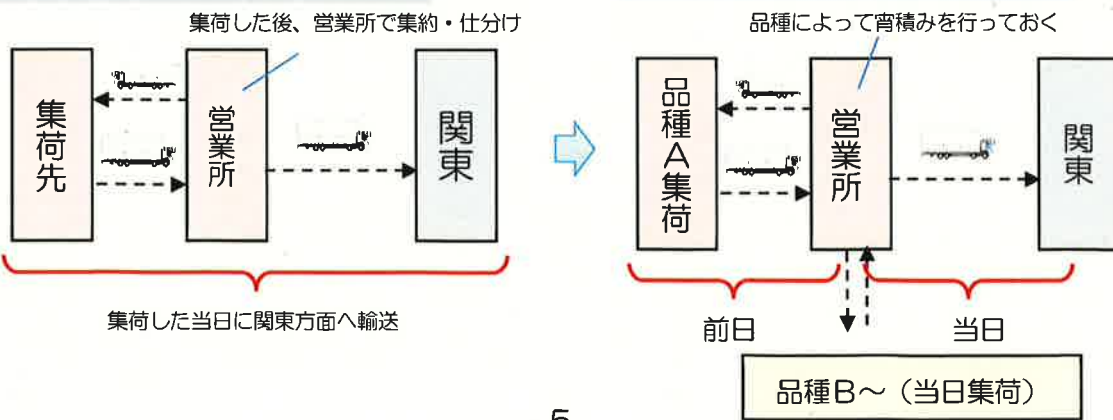 集荷した後、営業所で集約・仕分け
集荷先
営業所
関東
集荷した当日に関東方面へ輸送
品種によって宵積みを行っておく
品種A集荷
営業所
関東
前日
当日
品種B～（当日集荷）
5